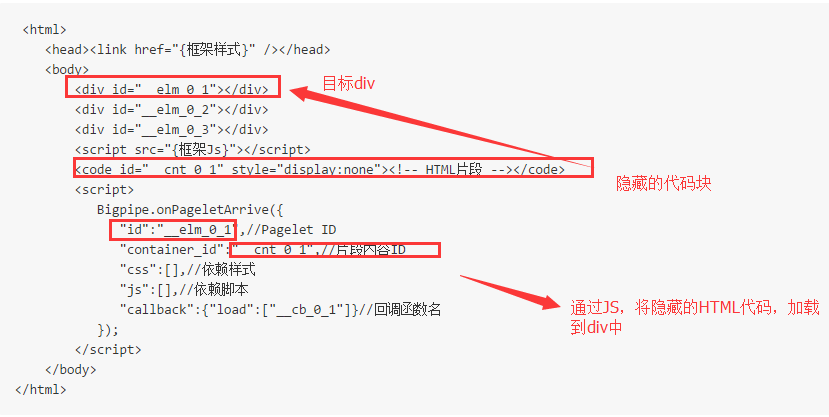 <html>
<head><link href="{框架样式}" /></head>
<body>
<div id="__elm_0_1"></div>
目标div
<div id="__elm_0_2"></div>
<div id="__elm_0_3"></div>
<script src="{框架Js}"></script>
<code id="__cnt_0_1" style="display:none"><!-- HTML片段 --></code>
隐藏的代码块
<script>
Bigpipe.onPageletArrive({
"id":"__elm_0_1",//Pagelet ID
"container_id":"__cnt_0_1",//片段内容ID
"css":[],//依赖样式
"js":[],//依赖脚本
"callback":{"load":["__cb_0_1"]}//回调函数名
通过JS，将隐藏的HTML代码，加载
到div中
});
</script>
</body>
</html>